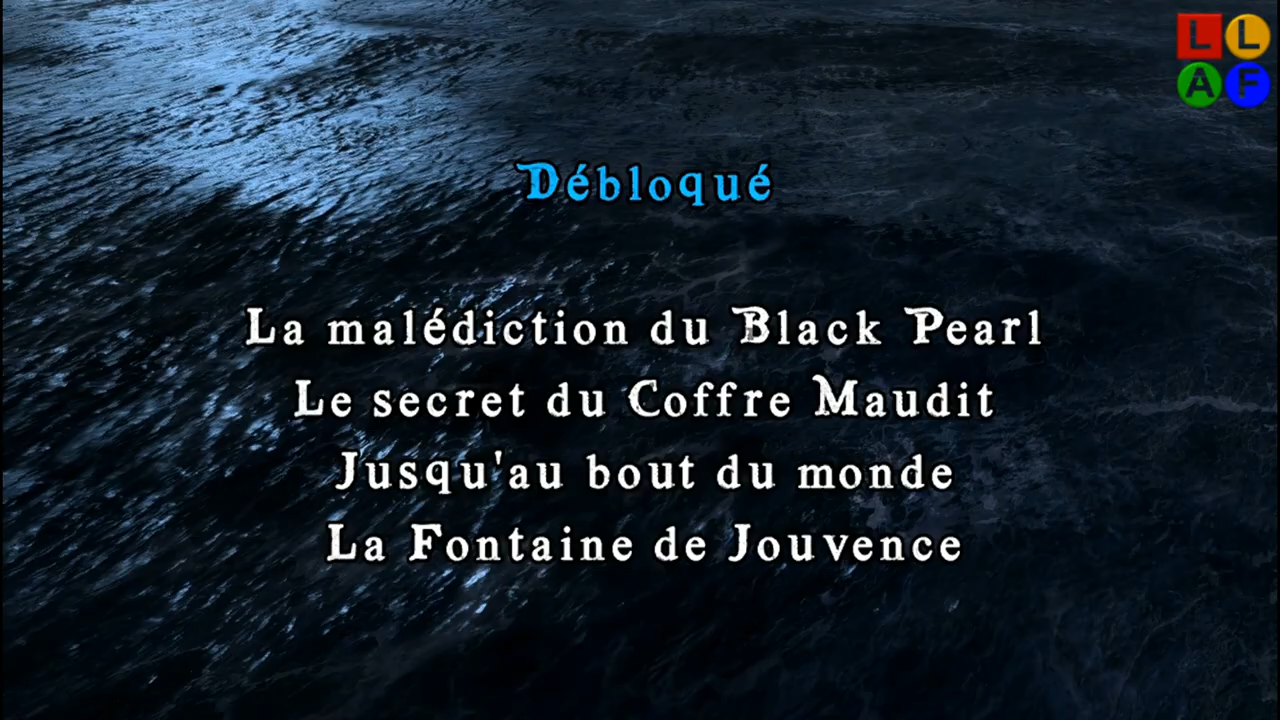 L L
A F
Débloqué
La malédiction du Black Pearl
Le secret du Coffre Maudit
Jusqu'au bout du monde
La Fontaine de Jouvence